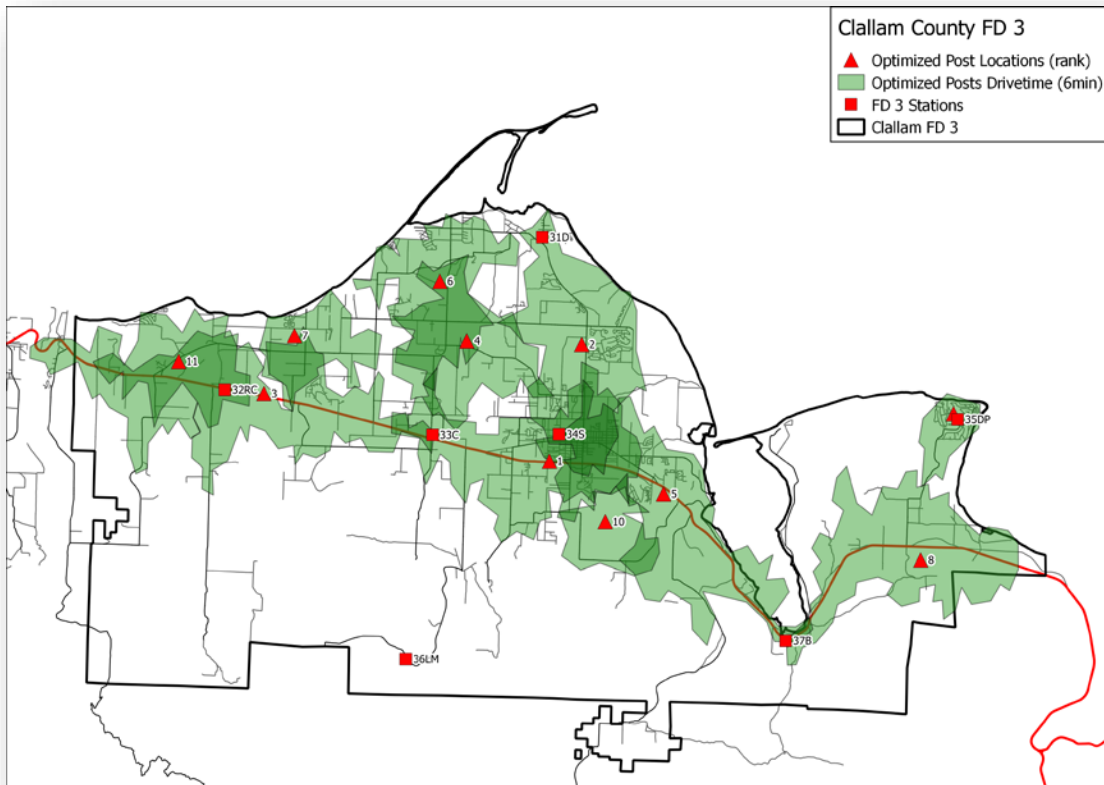 Clallam County FD 3
Optimized Post Locations (rank)
Optimized Posts Drivetime (6min)
FD 3 Stations
Clallam FD 3
6
7
4
2
11
32RC
3
33C
34S
35DP
1
5
10
8
37B
36LM